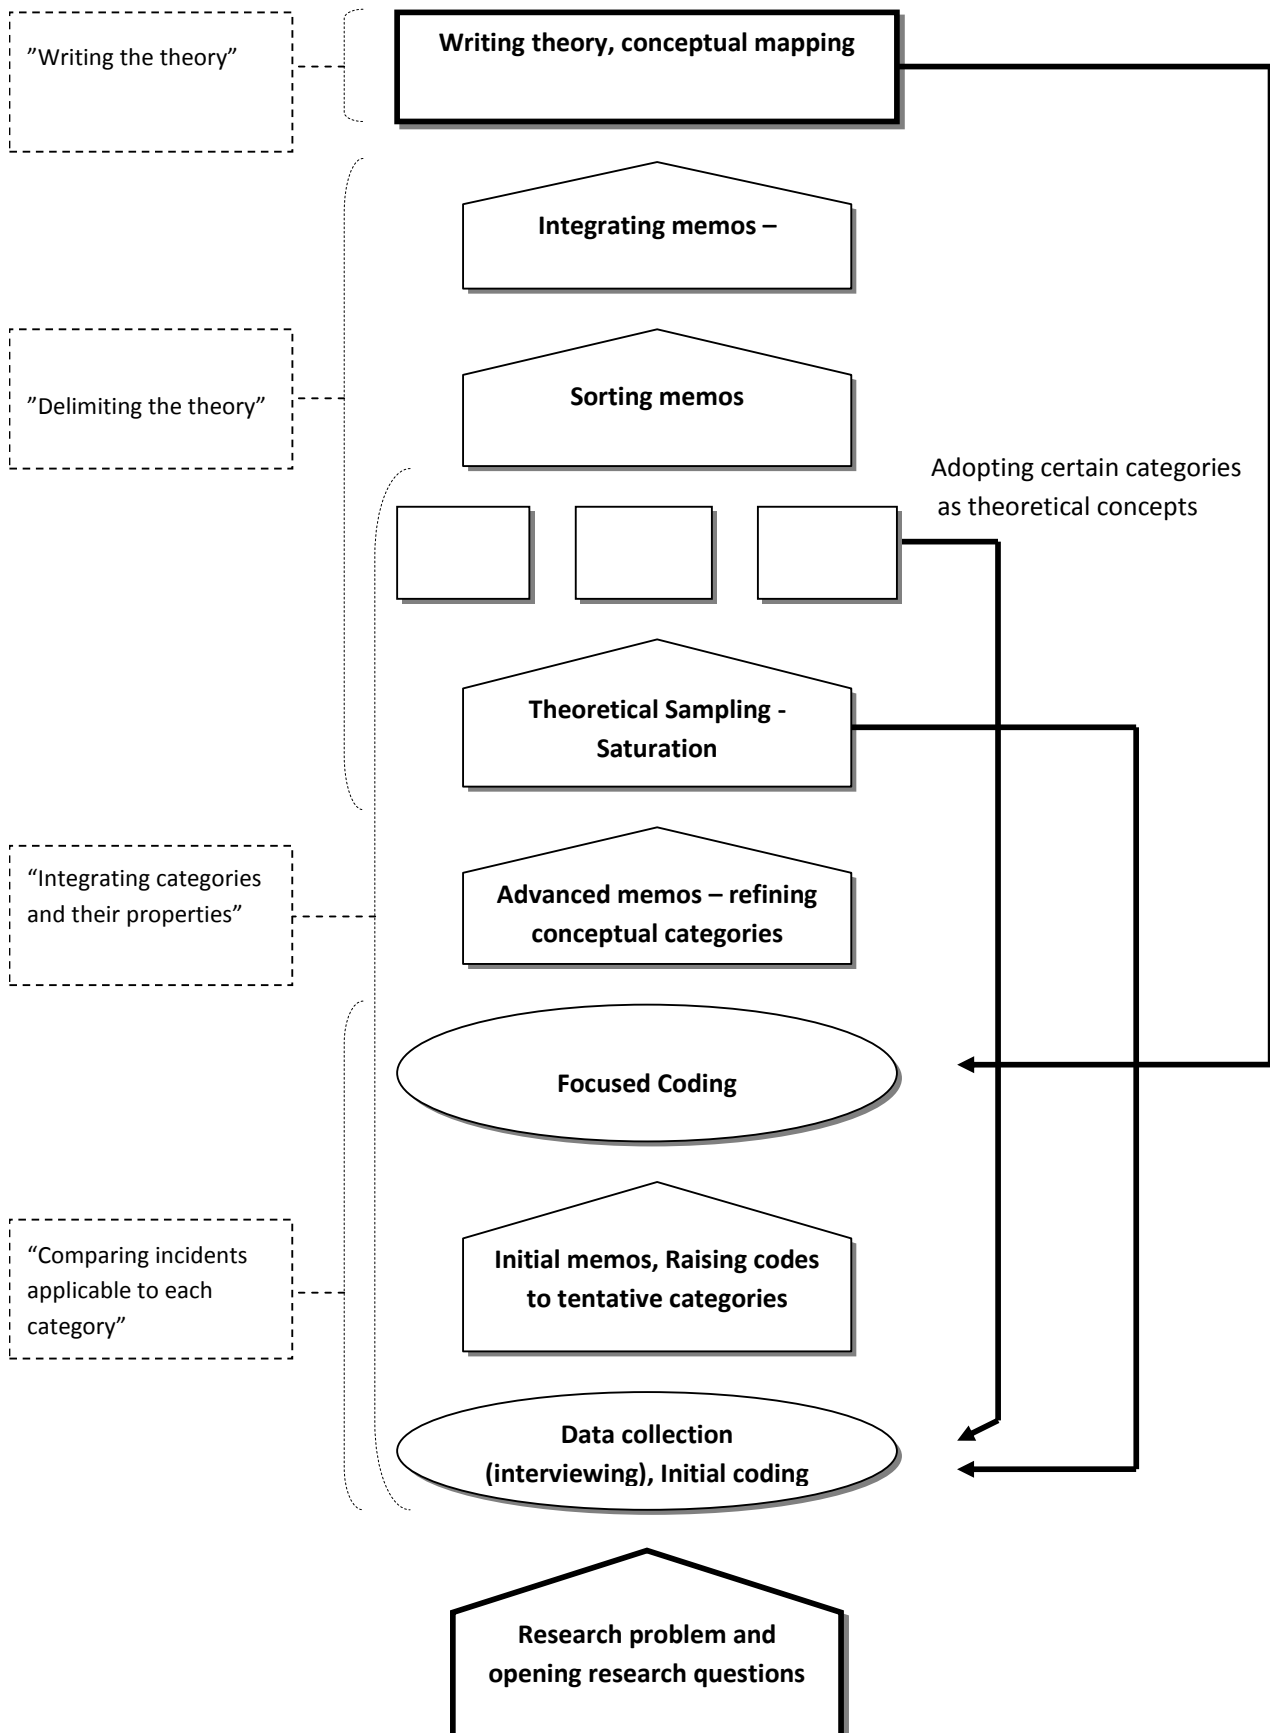 ”Writing the theory”
Writing theory, conceptual mapping
Integrating memos –
”Delimiting the theory”
Sorting memos
Adopting certain categories
as theoretical concepts
Theoretical Sampling -
Saturation
“Integrating categories
and their properties”
Advanced memos – refining
conceptual categories
Focused Coding
“Comparing incidents
applicable to each
category”
Initial memos, Raising codes
to tentative categories
Data collection
(interviewing), Initial coding
Research problem and
opening research questions